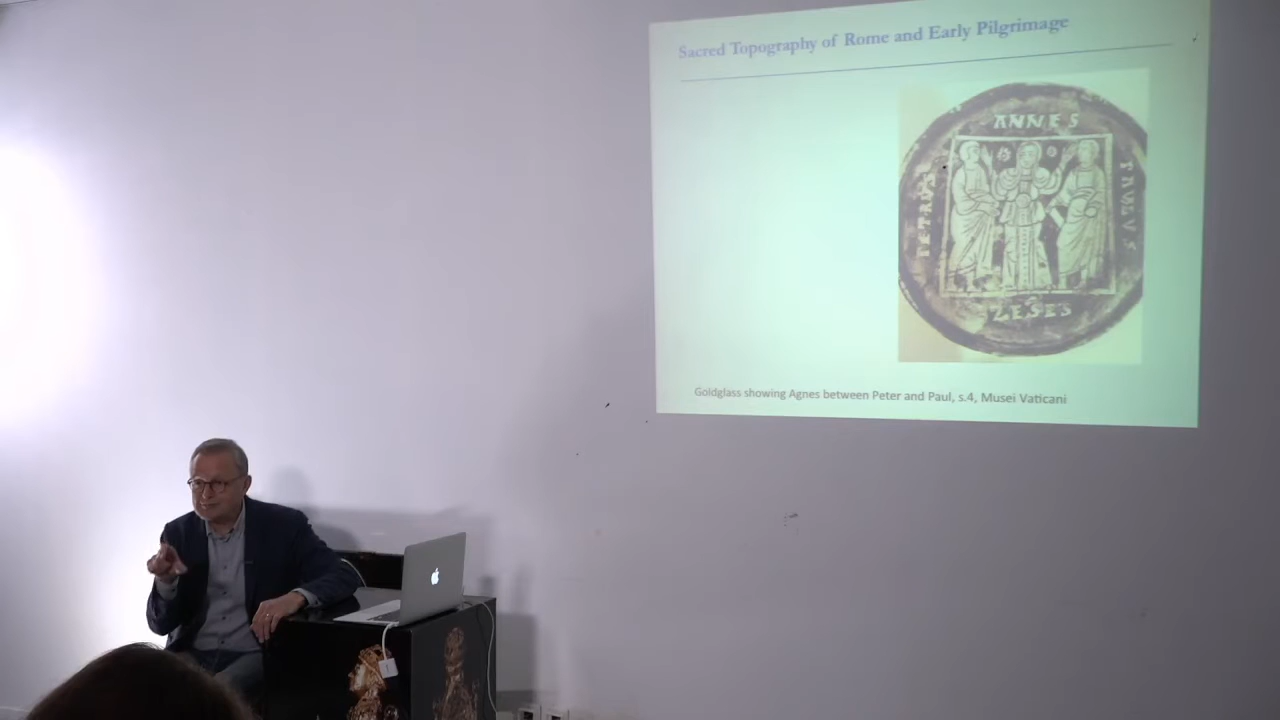 Sacred Topography of Rome and Early Pilgrimage
ANNES
PETRVS
PAVLVS
ZESES
Goldglass showing Agnes between Peter and Paul, s.4, Musei Vaticani